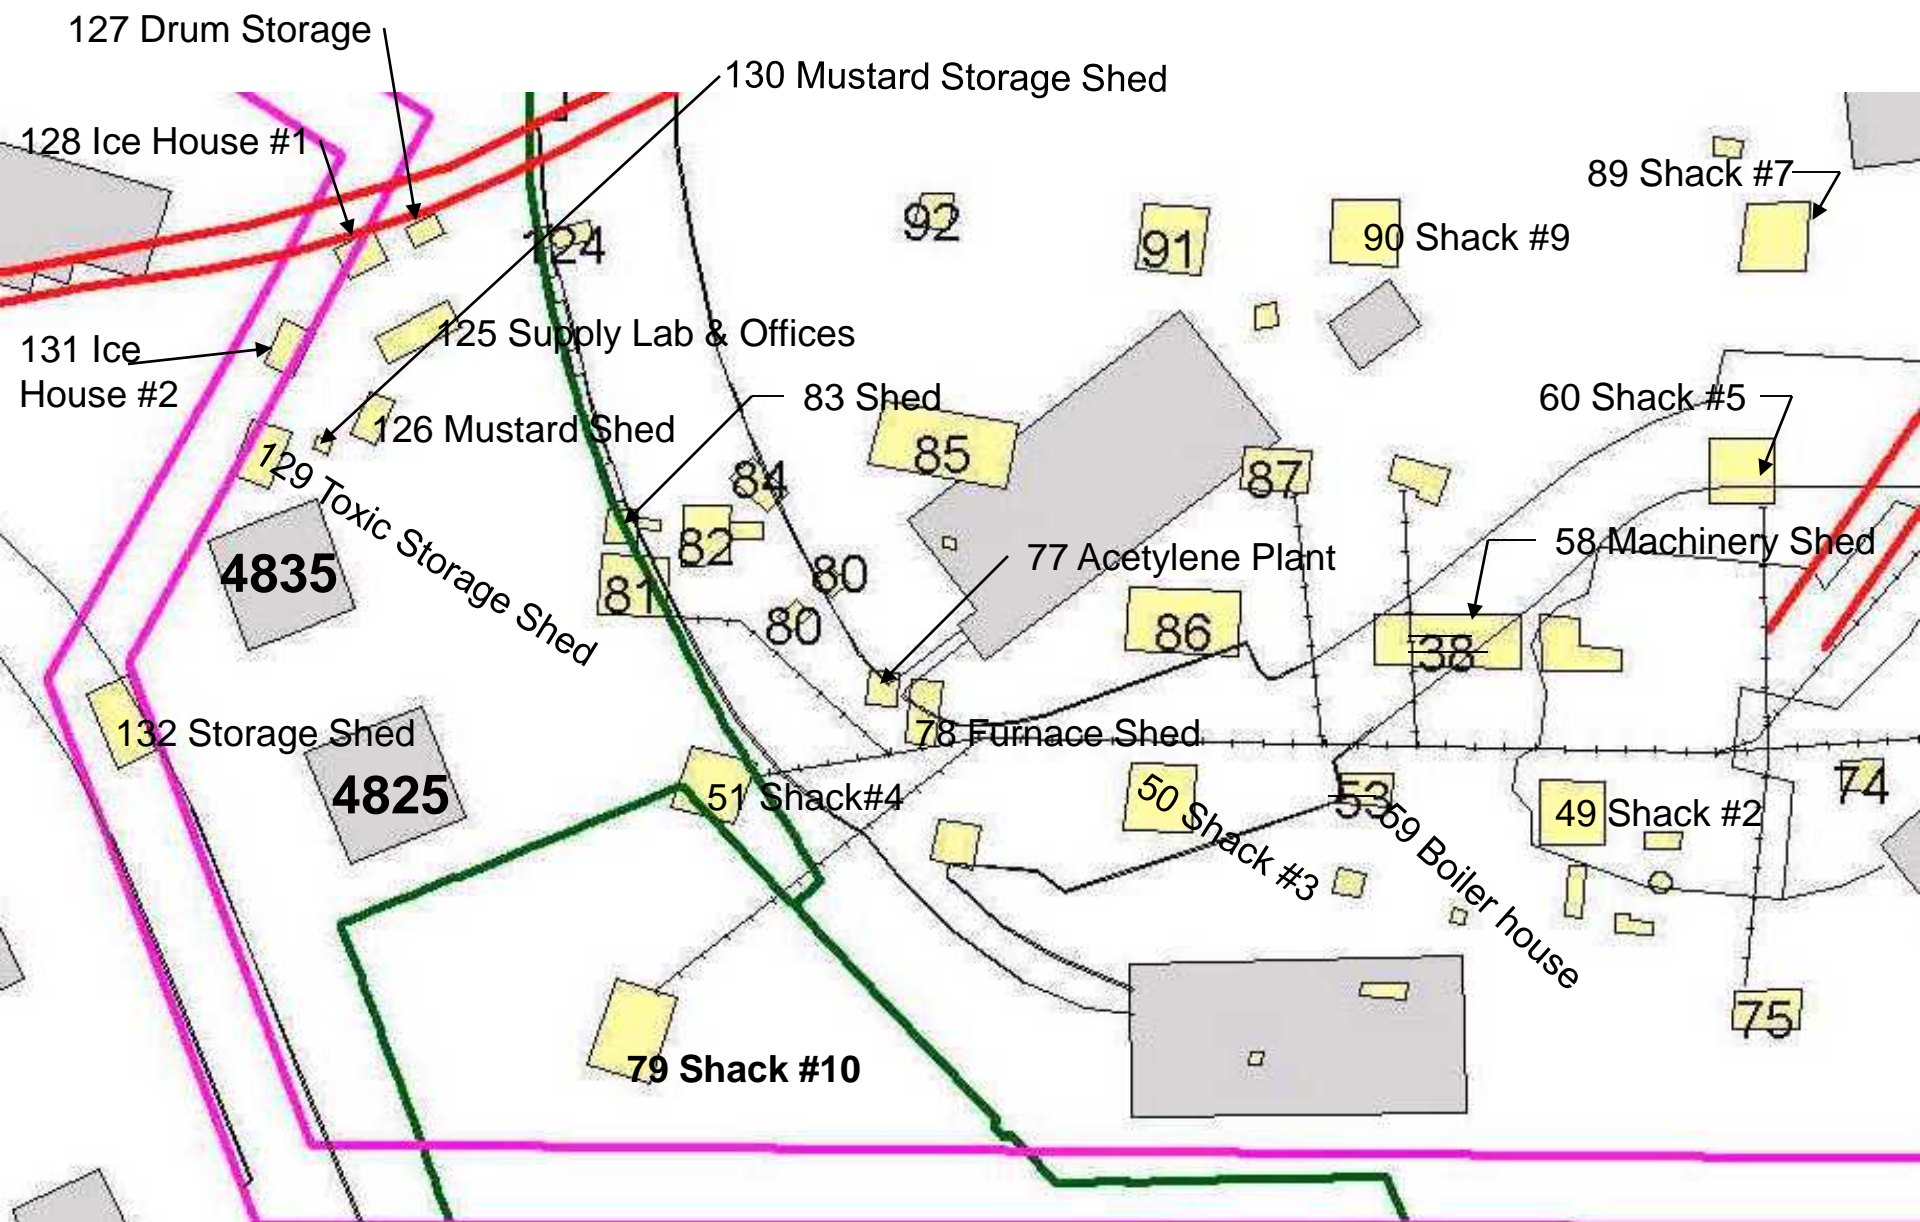 127 Drum Storage
130 Mustard Storage Shed
128 Ice House #1
89 Shack #7
92
91
90 Shack #9
124
125 Supply Lab & Offices
131 Ice
House #2
83 Shed
60 Shack #5
126 Mustard Shed
85
87
84
129 Toxic Storage Shed
4835
82
58 Machinery Shed
77 Acetylene Plant
80
81
80
86
38
132 Storage Shed
78 Furnace Shed
4825
51 Shack#4
50 Shack #3
53
59 Boiler house
49 Shack #2
74
75
79 Shack #10